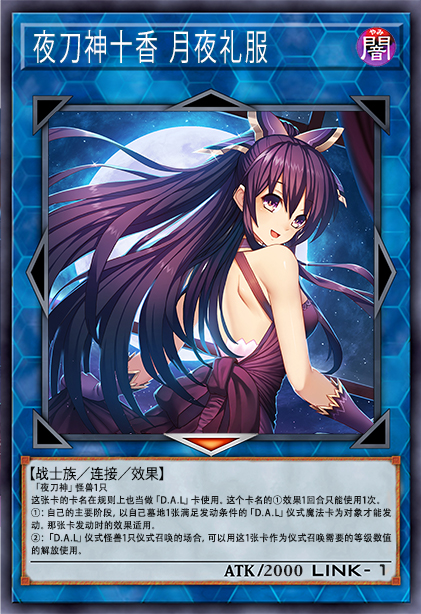 夜刀神十香 月夜礼服
やみ
闇
【战士族／连接／效果】
「夜刀神」怪兽1只
这张卡的卡名在规则上也当做「D.A.L」卡使用。这个卡名的①效果1回合只能使用1次。
①：自己的主要阶段，以自己墓地1张满足发动条件的「D.A.L」仪式魔法卡为对象才能发
动。那张卡发动时的效果适用。
②：「D.A.L」仪式怪兽1只仪式召唤的场合，可以用这1张卡作为仪式召唤需要的等级数值
的解放使用。
ATK/2000 LINK-1